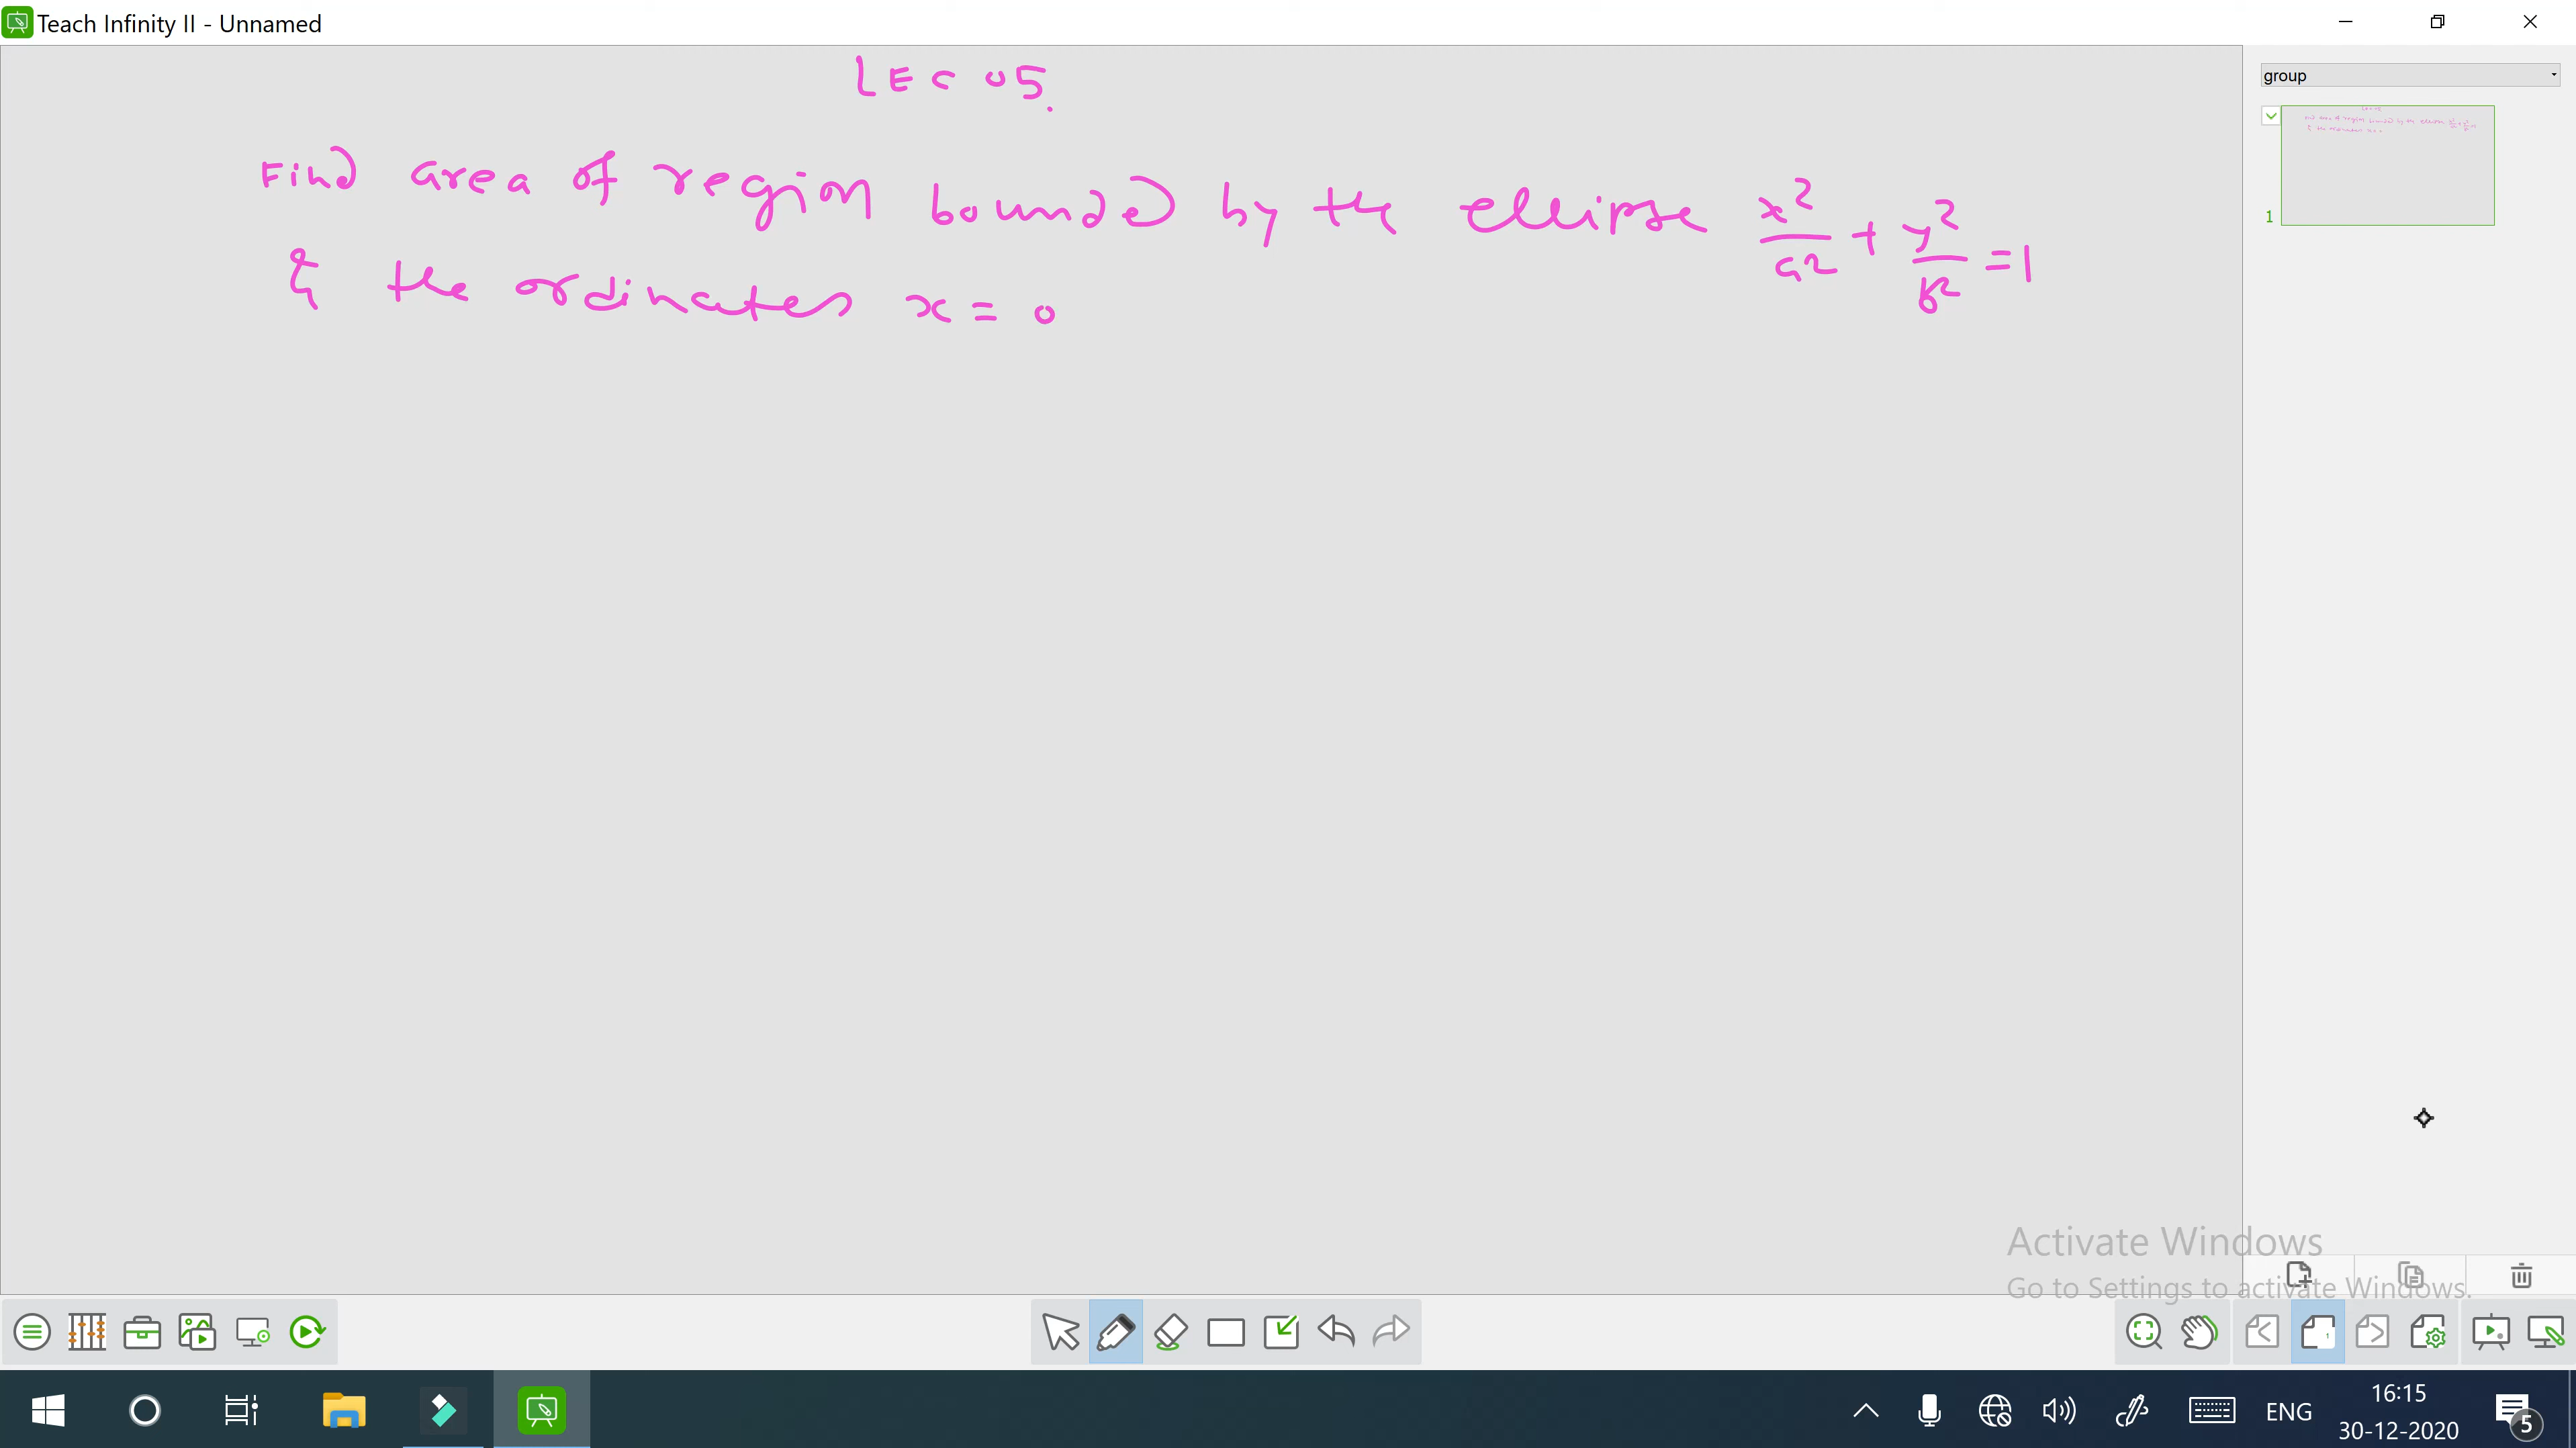 Teach Infinity II - Unnamed
LEC 05.
Find area of region bounded by the ellipse x²/a² + y²/b² = 1
& the ordinates x = 0
group
1
Activate Windows
Go to Settings to activate Windows.
ENG
16:15
30-12-2020
5